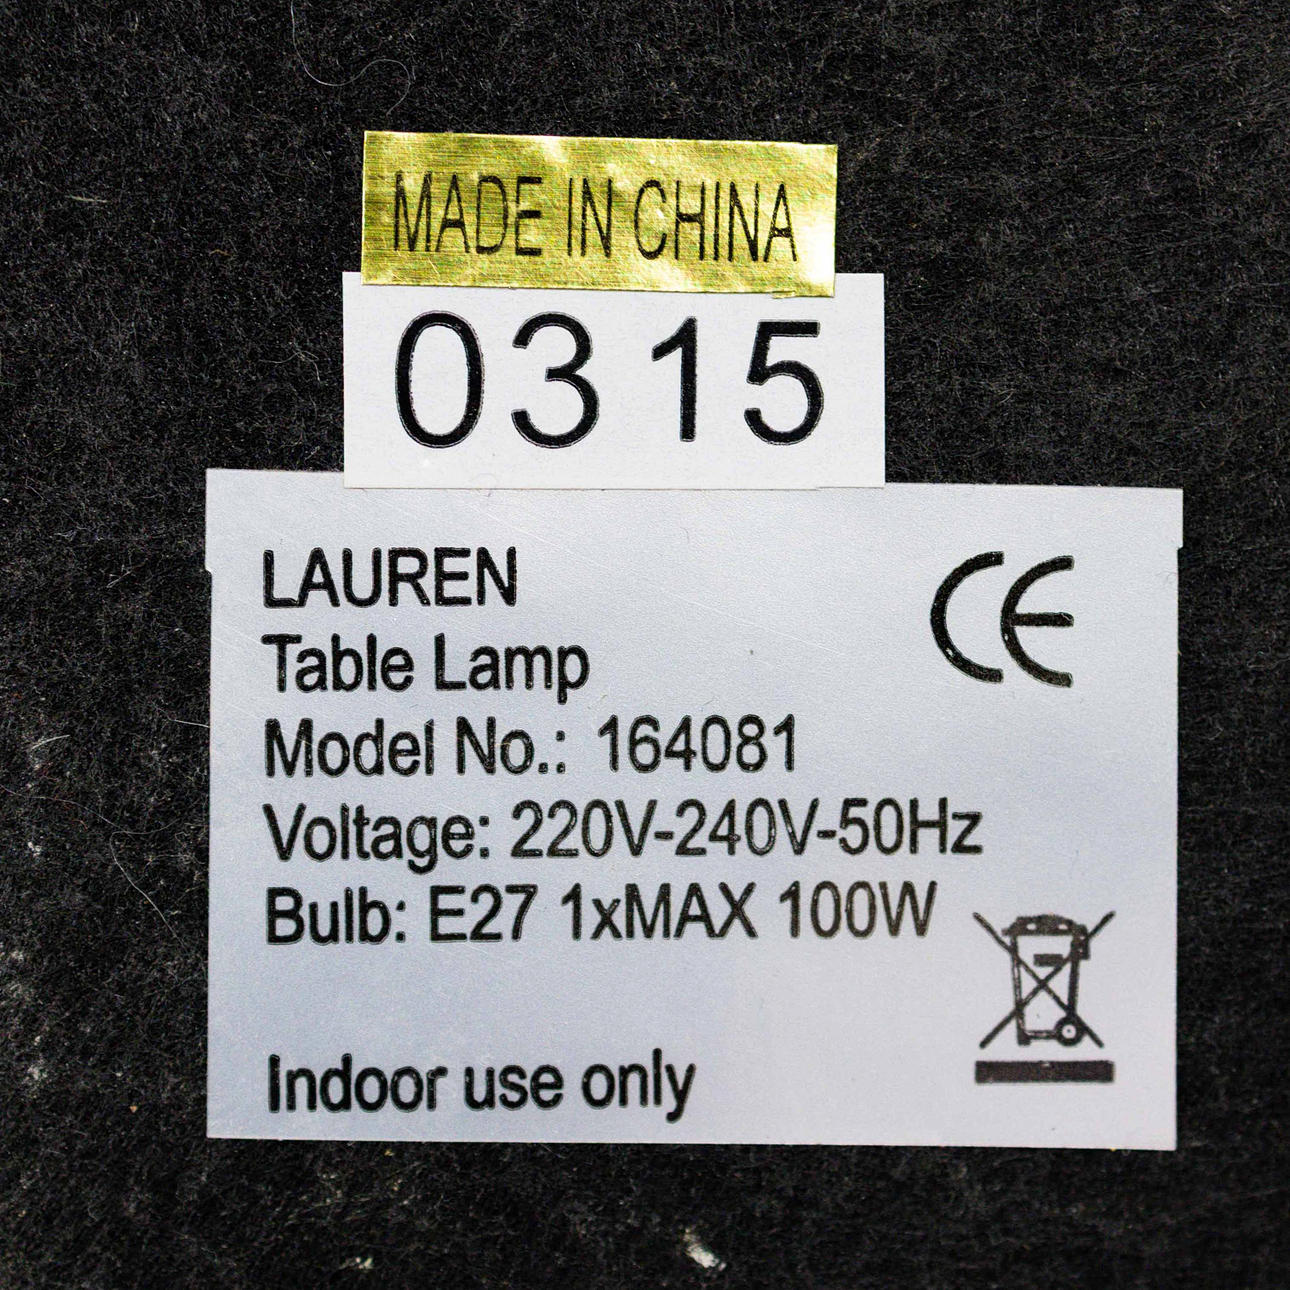 MADE IN CHINA
0315
LAUREN
CE
Table Lamp
Model No.: 164081
Voltage: 220V-240V-50Hz
Bulb: E27 1xMAX 100W
Indoor use only